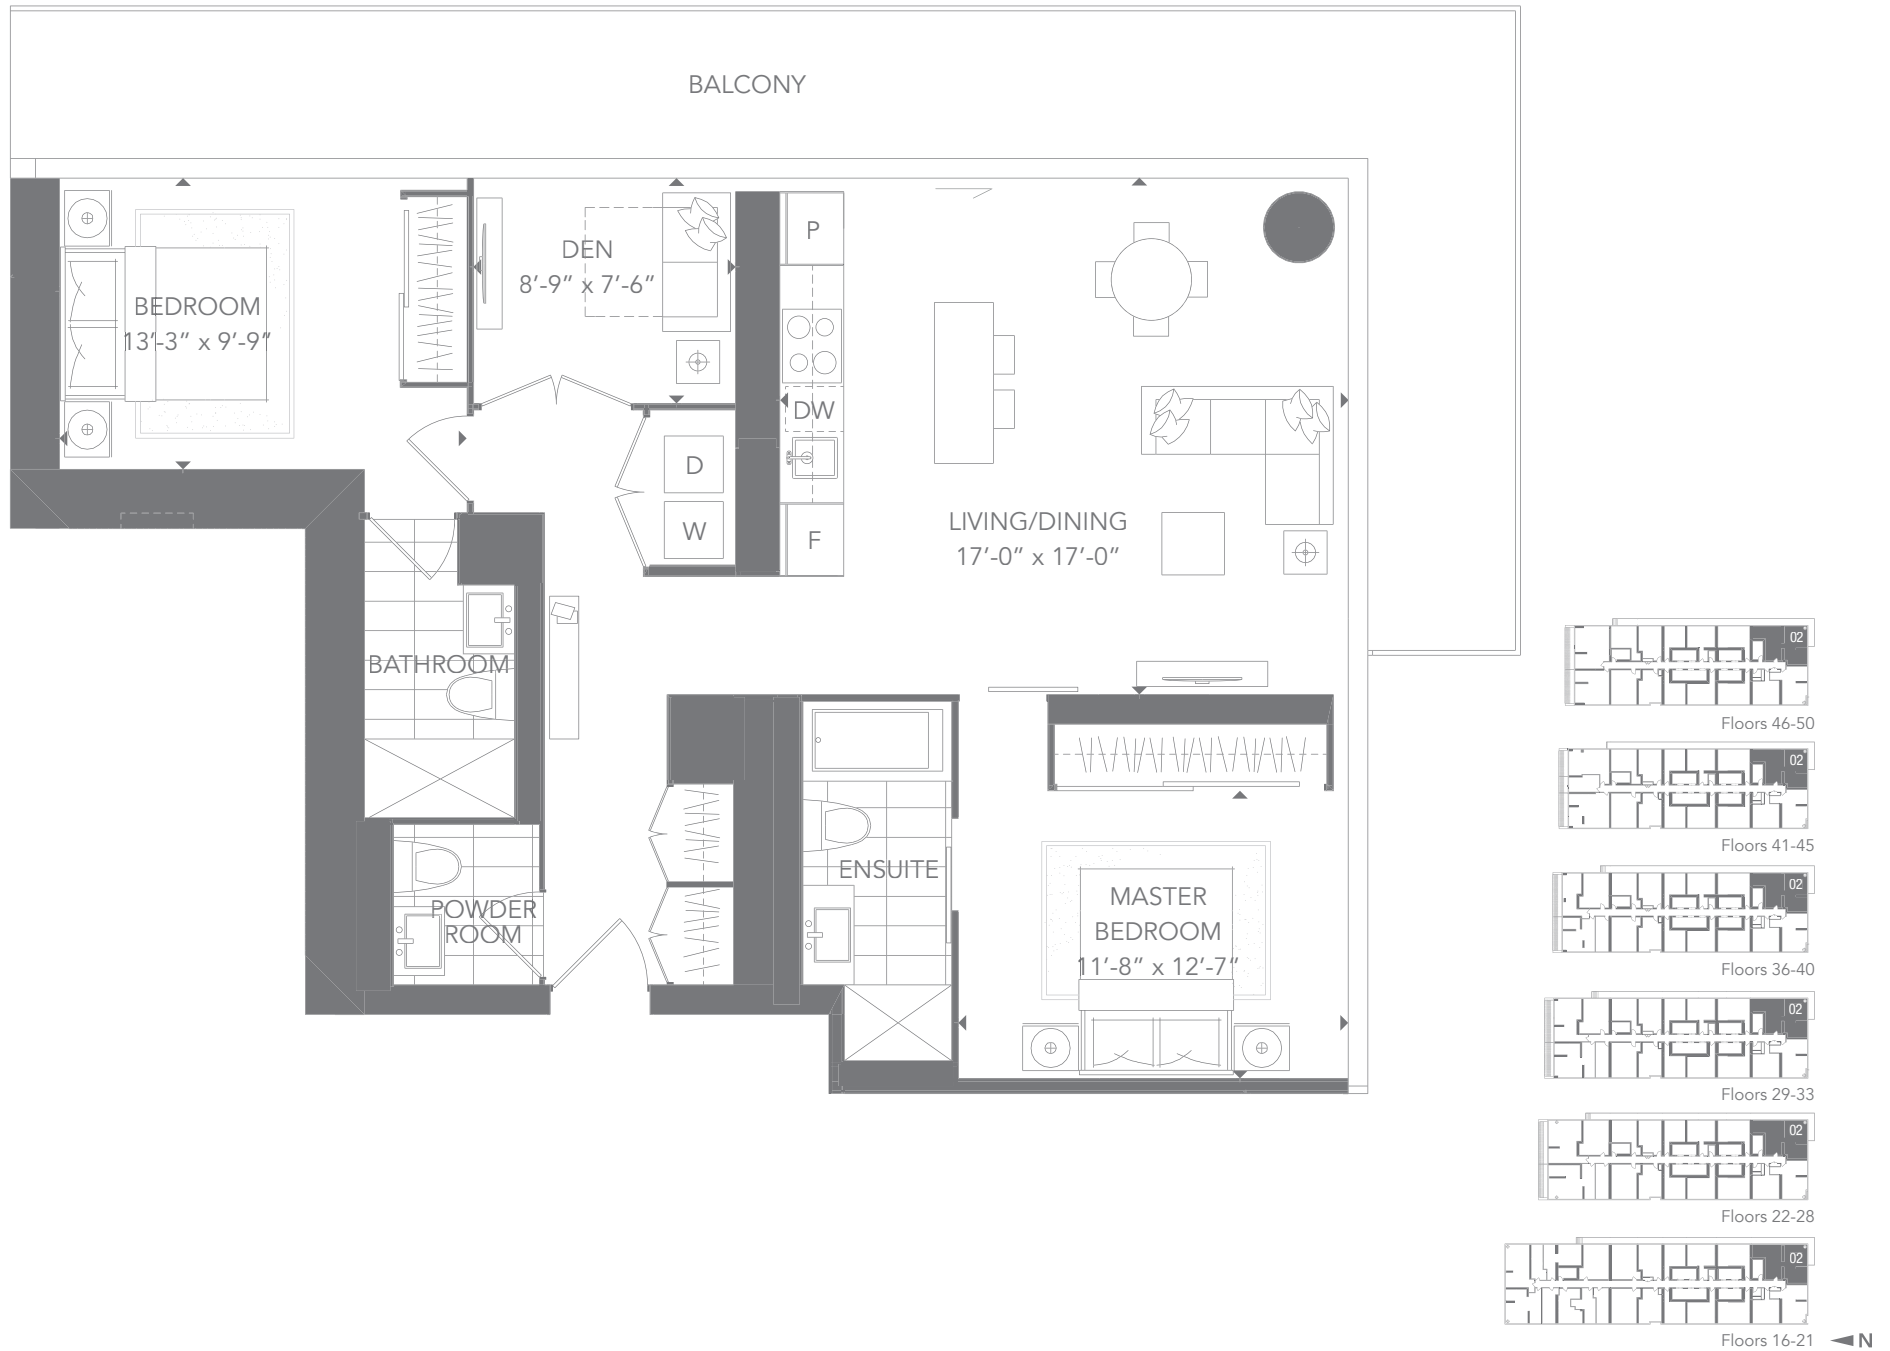 BALCONY
BEDROOM
13'-3” x 9'-9”
DEN
8'-9” x 7'-6”
P
DW
F
D
W
LIVING/DINING
17'-0” x 17'-0”
BATHROOM
POWDER
ROOM
ENSUITE
MASTER
BEDROOM
11'-8” x 12'-7”
02
Floors 46-50
02
Floors 41-45
02
Floors 36-40
02
Floors 29-33
02
Floors 22-28
02
Floors 16-21
N